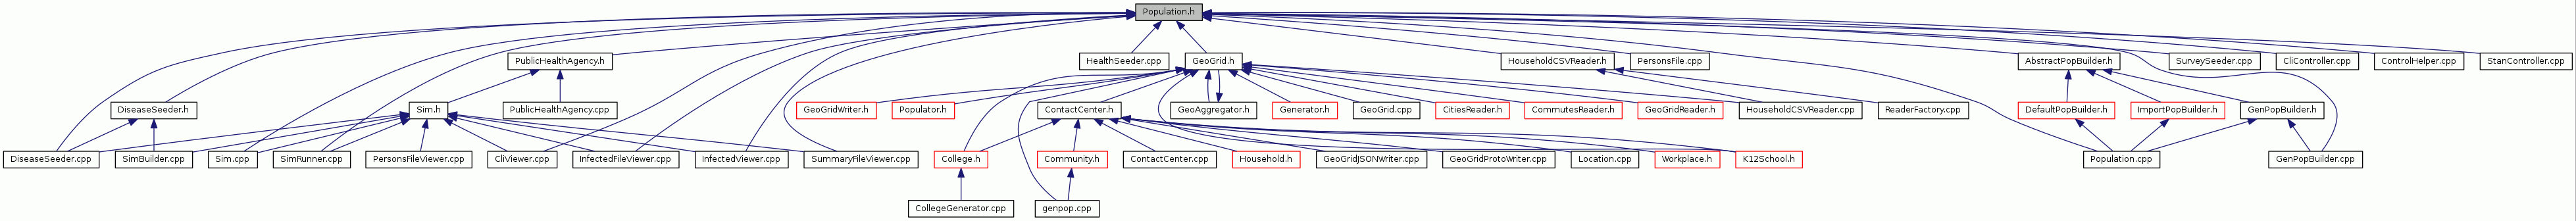 Population.h
PublicHealthAgency.h
HealthSeeder.cpp
GeoGrid.h
HouseholdCSVReader.h
PersonsFile.cpp
AbstractPopBuilder.h
SurveySeeder.cpp
CliController.cpp
ControlHelper.cpp
StanController.cpp
DiseaseSeeder.h
Sim.h
PublicHealthAgency.cpp
GeoGridWriter.h
Populator.h
ContactCenter.h
GeoAggregator.h
Generator.h
GeoGrid.cpp
CitiesReader.h
CommutesReader.h
GeoGridReader.h
HouseholdCSVReader.cpp
ReaderFactory.cpp
DefaultPopBuilder.h
ImportPopBuilder.h
GenPopBuilder.h
DiseaseSeeder.cpp
SimBuilder.cpp
Sim.cpp
SimRunner.cpp
PersonsFileViewer.cpp
CliViewer.cpp
InfectedFileViewer.cpp
InfectedViewer.cpp
SummaryFileViewer.cpp
College.h
Community.h
ContactCenter.cpp
Household.h
GeoGridJSONWriter.cpp
GeoGridProtoWriter.cpp
Location.cpp
Workplace.h
K12School.h
Population.cpp
GenPopBuilder.cpp
CollegeGenerator.cpp
genpop.cpp